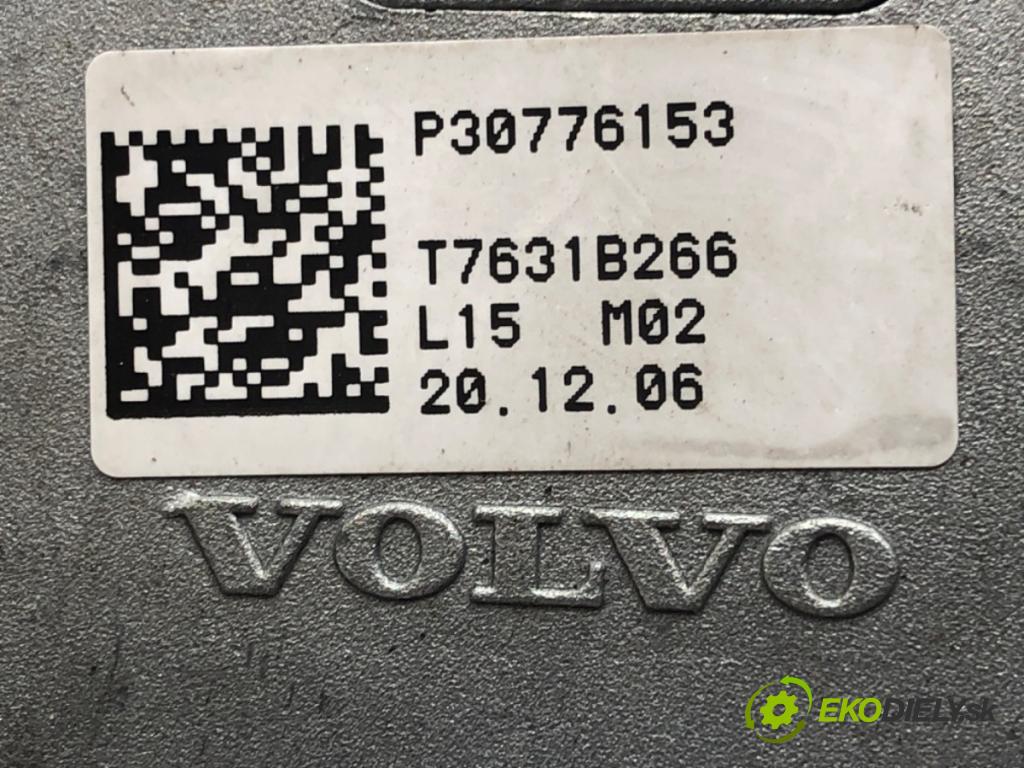 P30776153
T7631B266
L15 M02
20.12.06
VOLVO
EKODIELY.sk